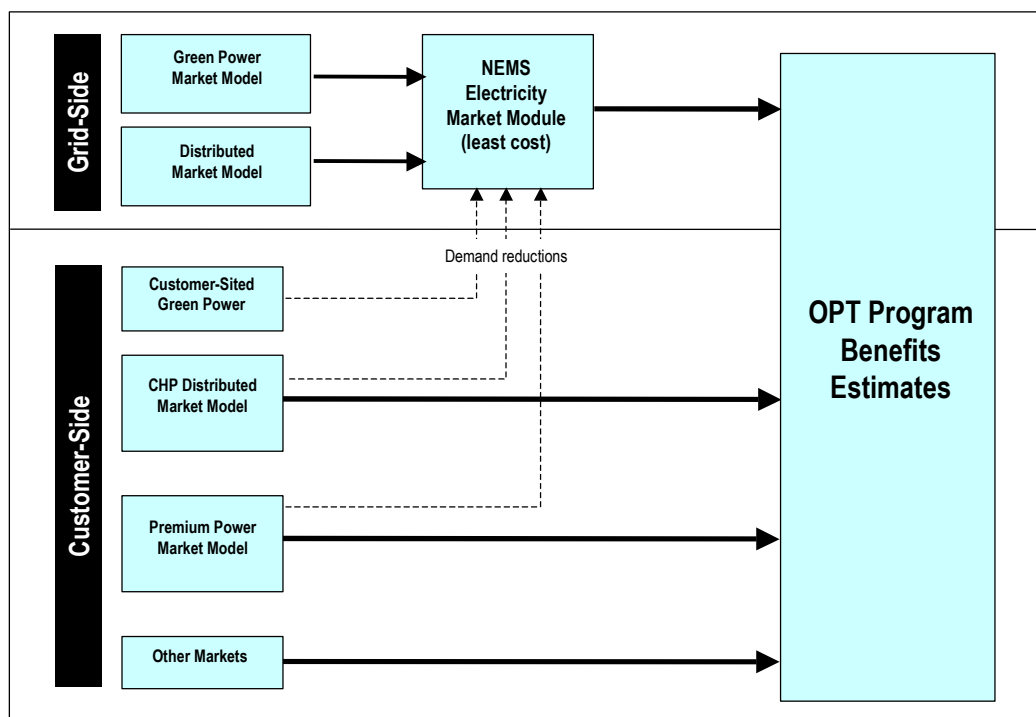 Grid-Side
Green Power
Market Model
Distributed
Market Model
NEMS
Electricity
Market Module
(least cost)
Demand reductions
Customer-Side
Customer-Sited
Green Power
CHP Distributed
Market Model
Premium Power
Market Model
Other Markets
OPT Program
Benefits
Estimates